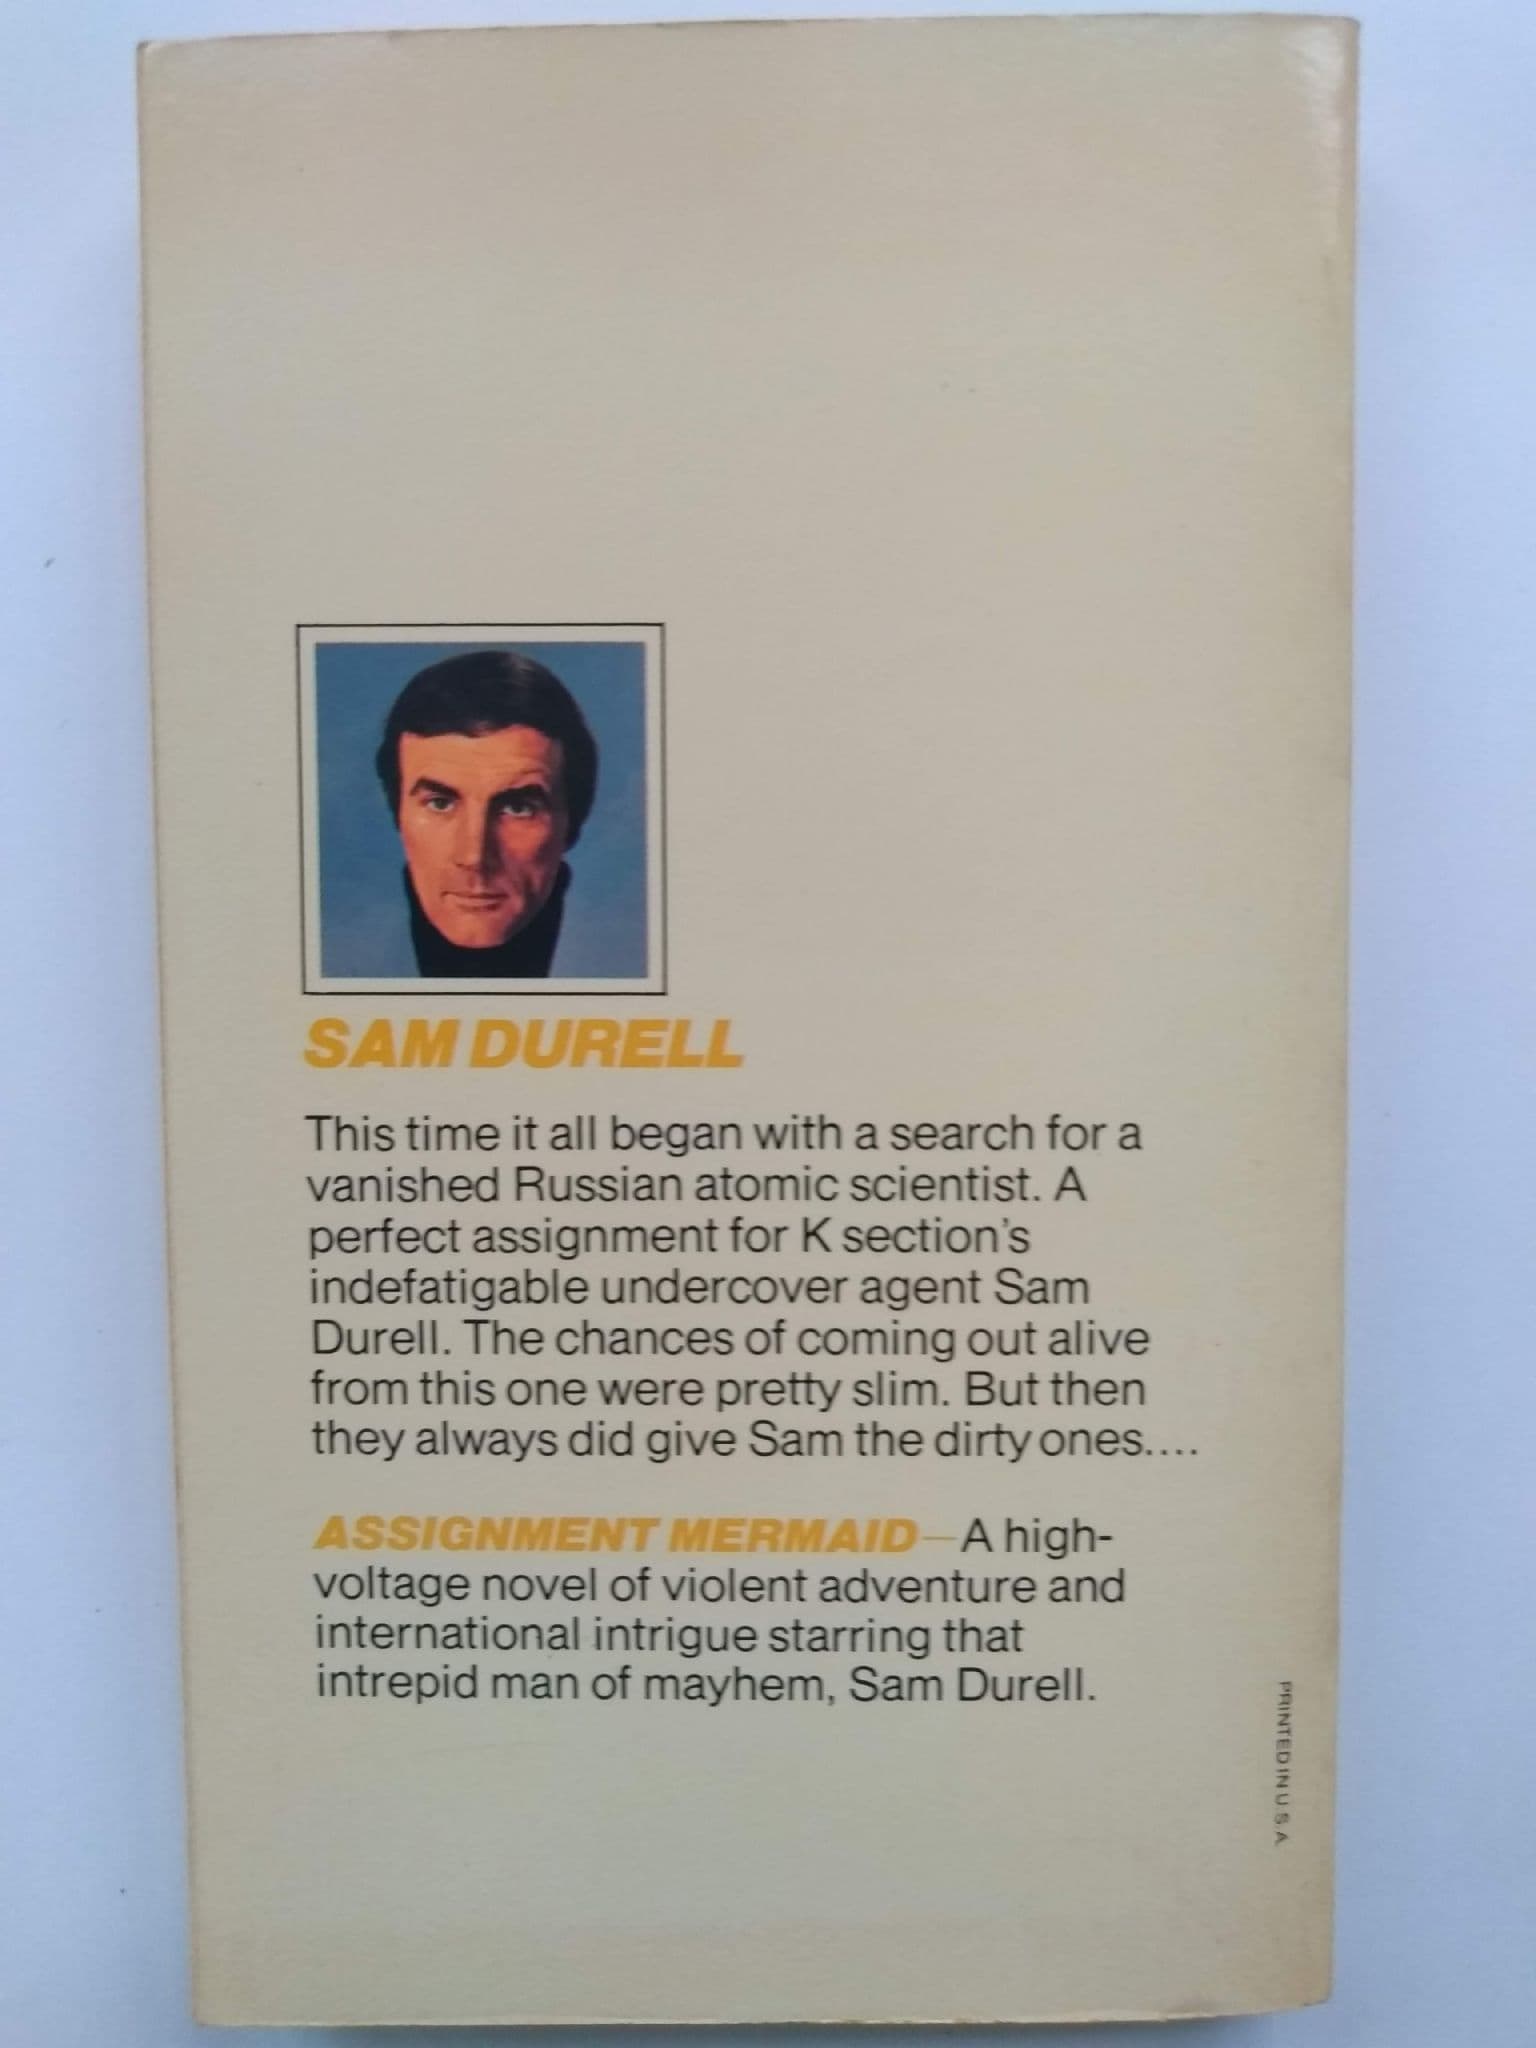 SAM DURELL
This time it all began with a search for a
vanished Russian atomic scientist. A
perfect assignment for K section's
indefatigable undercover agent Sam
Durell. The chances of coming out alive
from this one were pretty slim. But then
they always did give Sam the dirty ones....
ASSIGNMENT MERMAID—A high-
voltage novel of violent adventure and
international intrigue starring that
intrepid man of mayhem, Sam Durell.
PRINTED IN U.S.A.